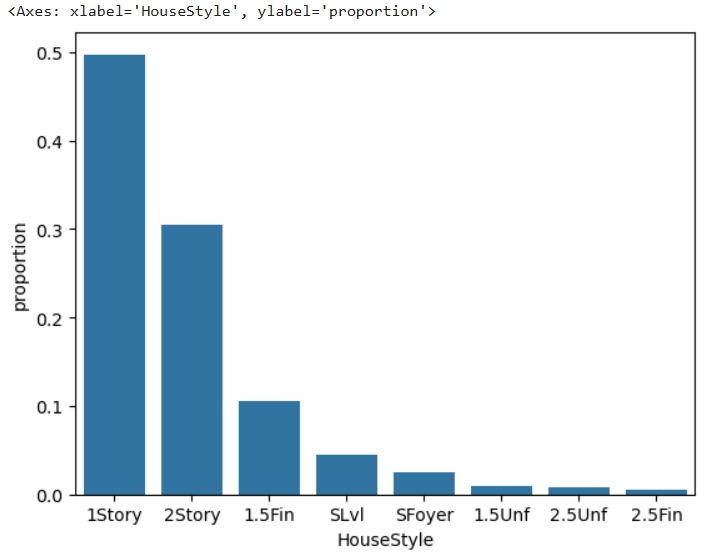 <Axes: xlabel='HouseStyle', ylabel='proportion'>
0.5
0.4
0.3
0.2
0.1
0.0
proportion
1Story 2Story 1.5Fin SLvl SFoyer 1.5Unf 2.5Unf 2.5Fin
HouseStyle